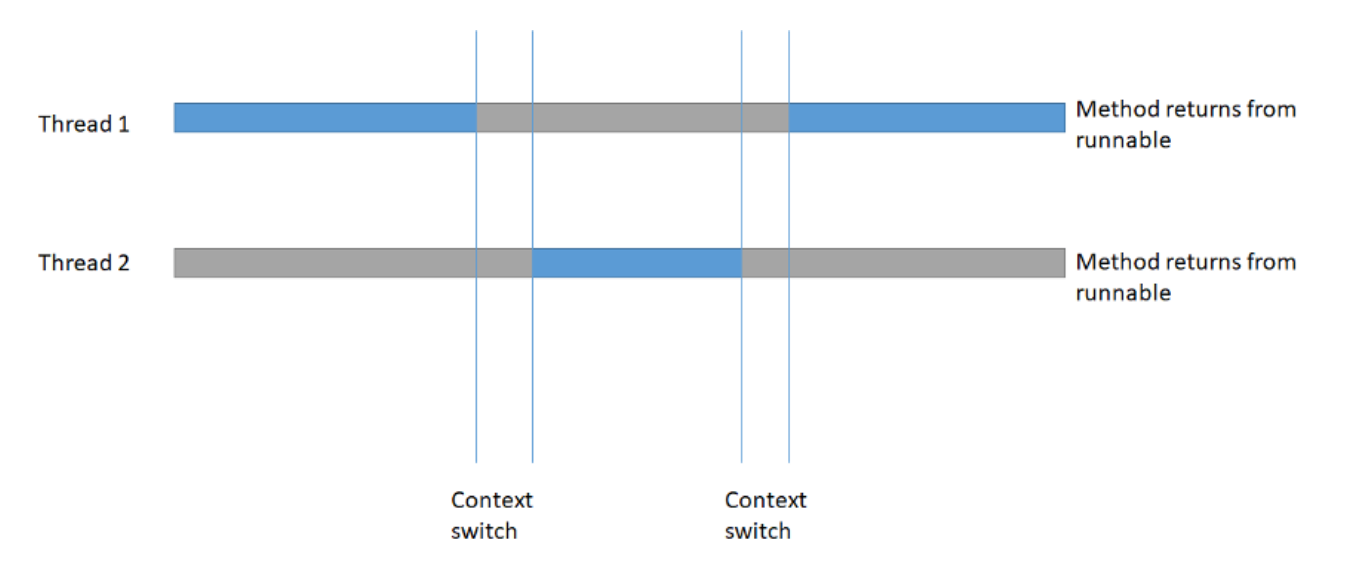 Thread 1
Method returns from
runnable
Thread 2
Method returns from
runnable
Context
switch
Context
switch